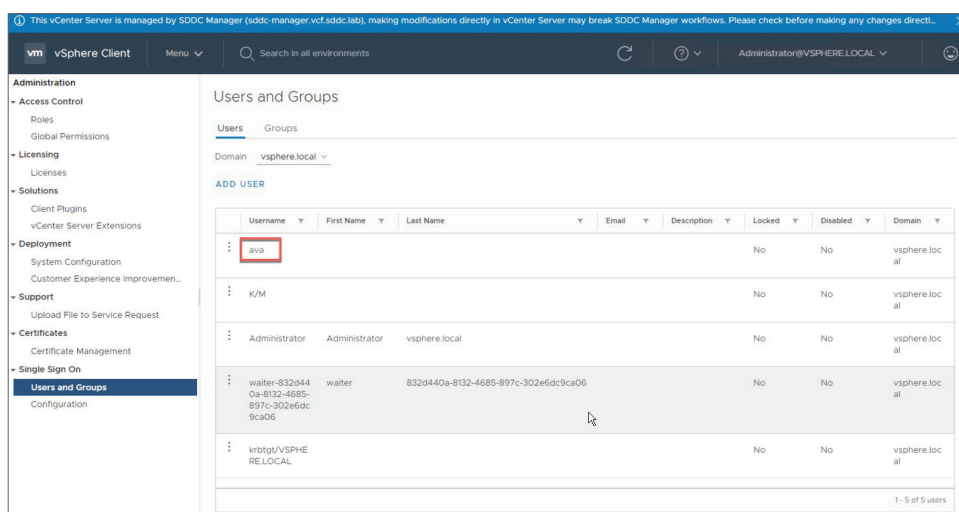 This vCenter Server is managed by SDDC Manager (sddc-manager.vcf.sddc.lab), making modifications directly in vCenter Server may break SDDC Manager workflows. Please check before making any changes directl...
vm vSphere Client Menu Search in all environments Administrator@VSPHERE.LOCAL
Administration
Access Control
Roles
Global Permissions
Licensing
Licenses
Solutions
Client Plugins
vCenter Server Extensions
Deployment
System Configuration
Customer Experience Improvemen...
Support
Upload File to Service Request
Certificates
Certificate Management
Single Sign On
Users and Groups
Configuration
Users and Groups
Users Groups
Domain vsphere.local
ADD USER
Username First Name Last Name Email Description Locked Disabled Domain
ava No No vsphere.loc
al
K/M No No vsphere.loc
al
Administrator Administrator vsphere.local No No vsphere.loc
al
waiter-832d44 waiter 832d440a-8132-4685-897c-302e6dc9ca06 No No vsphere.loc
0a-8132-4685- al
897c-302e6dc
9ca06
krbtgt/VSPHE No No vsphere.loc
RE.LOCAL al
1 - 5 of 5 users